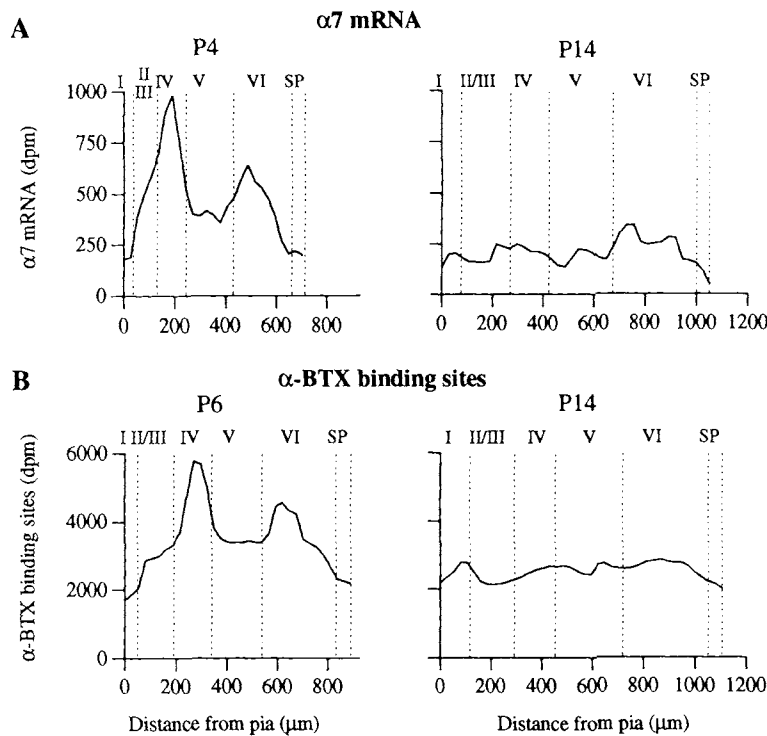 A
α7 mRNA
P4
P14
I II III IV V VI SP
I II/III IV V VI SP
α7 mRNA (dpm)
1000
750
500
250
0
0 200 400 600 800
0 200 400 600 800 1000 1200
B
α-BTX binding sites
P6
P14
I II/III IV V VI SP
I II/III IV V VI SP
α-BTX binding sites (dpm)
6000
4000
2000
0
0 200 400 600 800
0 200 400 600 800 1000 1200
Distance from pia (μm)
Distance from pia (μm)